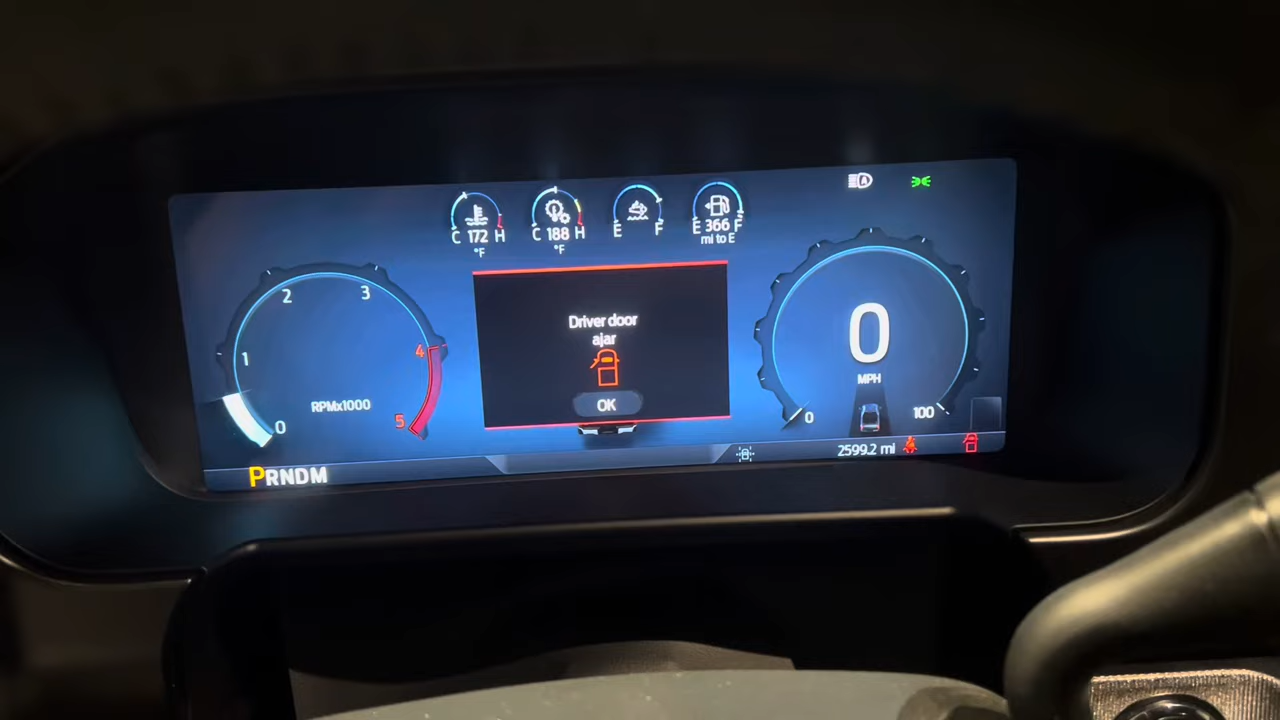 C 172 H
°F
C 188 H
°F
E F
E 366 F
mi to E
A
1
2
3
4
5
0
RPMx1000
Driver door
ajar
OK
0
MPH
0
100
2599.2 mi
PRNDM